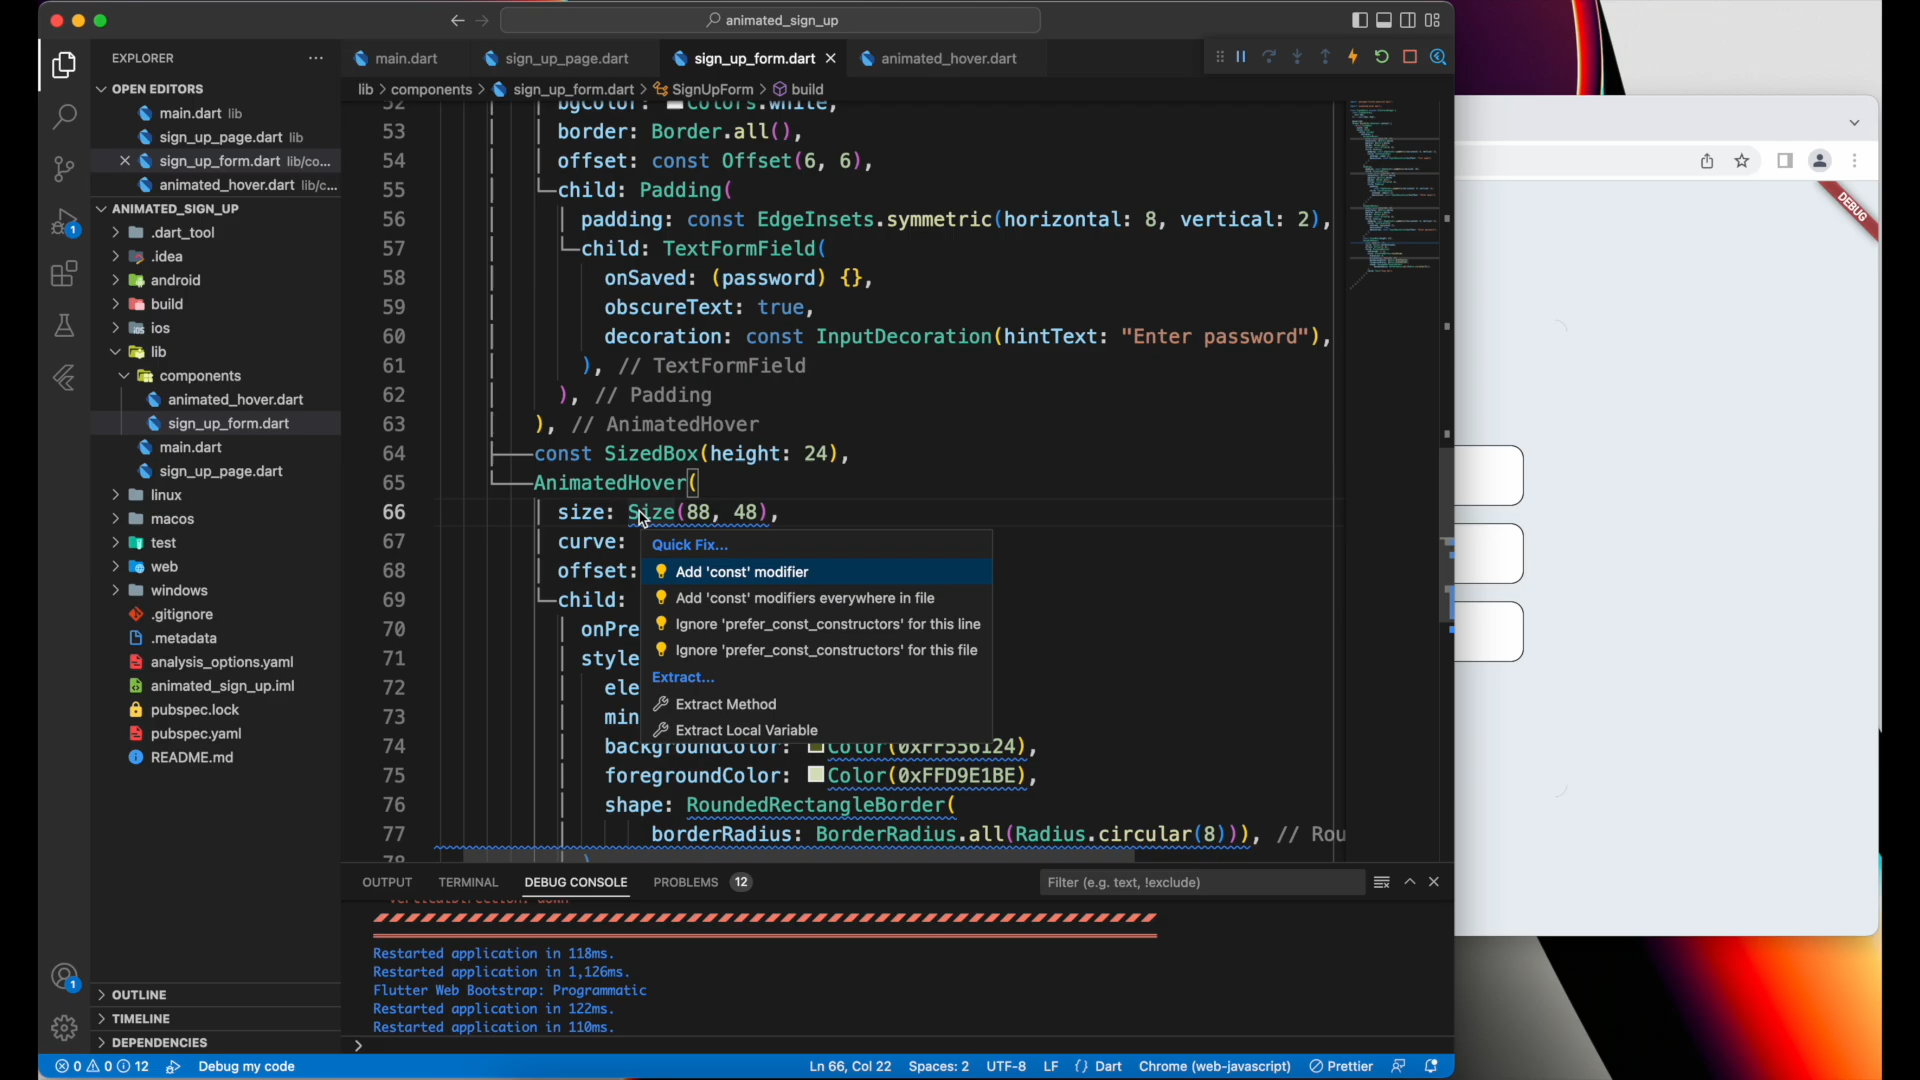 animated_sign_up
EXPLORER
main.dart
sign_up_page.dart
sign_up_form.dart
animated_hover.dart
OPEN EDITORS
lib > components > sign_up_form.dart > SignUpForm > build
main.dart lib
sign_up_page.dart lib
sign_up_form.dart lib/co...
animated_hover.dart lib/c...
ANIMATED_SIGN_UP
.dart_tool
.idea
android
build
ios
lib
components
animated_hover.dart
sign_up_form.dart
main.dart
sign_up_page.dart
linux
macos
test
web
windows
.gitignore
.metadata
analysis_options.yaml
animated_sign_up.iml
pubspec.lock
pubspec.yaml
README.md
OUTLINE
TIMELINE
DEPENDENCIES
52 bgColor: Colors.white,
53 border: Border.all(),
54 offset: const Offset(6, 6),
55 child: Padding(
56 padding: const EdgeInsets.symmetric(horizontal: 8, vertical: 2),
57 child: TextFormField(
58 onSaved: (password) {},
59 obscureText: true,
60 decoration: const InputDecoration(hintText: "Enter password"),
61 ), // TextFormField
62 ), // Padding
63 ), // AnimatedHover
64 const SizedBox(height: 24),
65 AnimatedHover(
66 size: Size(88, 48),
67 curve:
68 offset:
69 child:
70 onPre
71 style
72 ele
73 min
74 backgroundColor: Color(0xFF556124),
75 foregroundColor: Color(0xFFD9E1BE),
76 shape: RoundedRectangleBorder(
77 borderRadius: BorderRadius.all(Radius.circular(8))), // Rou
78 )
Quick Fix...
Add 'const' modifier
Add 'const' modifiers everywhere in file
Ignore 'prefer_const_constructors' for this line
Ignore 'prefer_const_constructors' for this file
Extract...
Extract Method
Extract Local Variable
OUTPUT
TERMINAL
DEBUG CONSOLE
PROBLEMS 12
Filter (e.g. text, !exclude)
verticalDirection: down
Restarted application in 118ms.
Restarted application in 1,126ms.
Flutter Web Bootstrap: Programmatic
Restarted application in 122ms.
Restarted application in 110ms.
0 0 12
Debug my code
Ln 66, Col 22
Spaces: 2
UTF-8
LF
{} Dart
Chrome (web-javascript)
Prettier
1
1
DEBUG